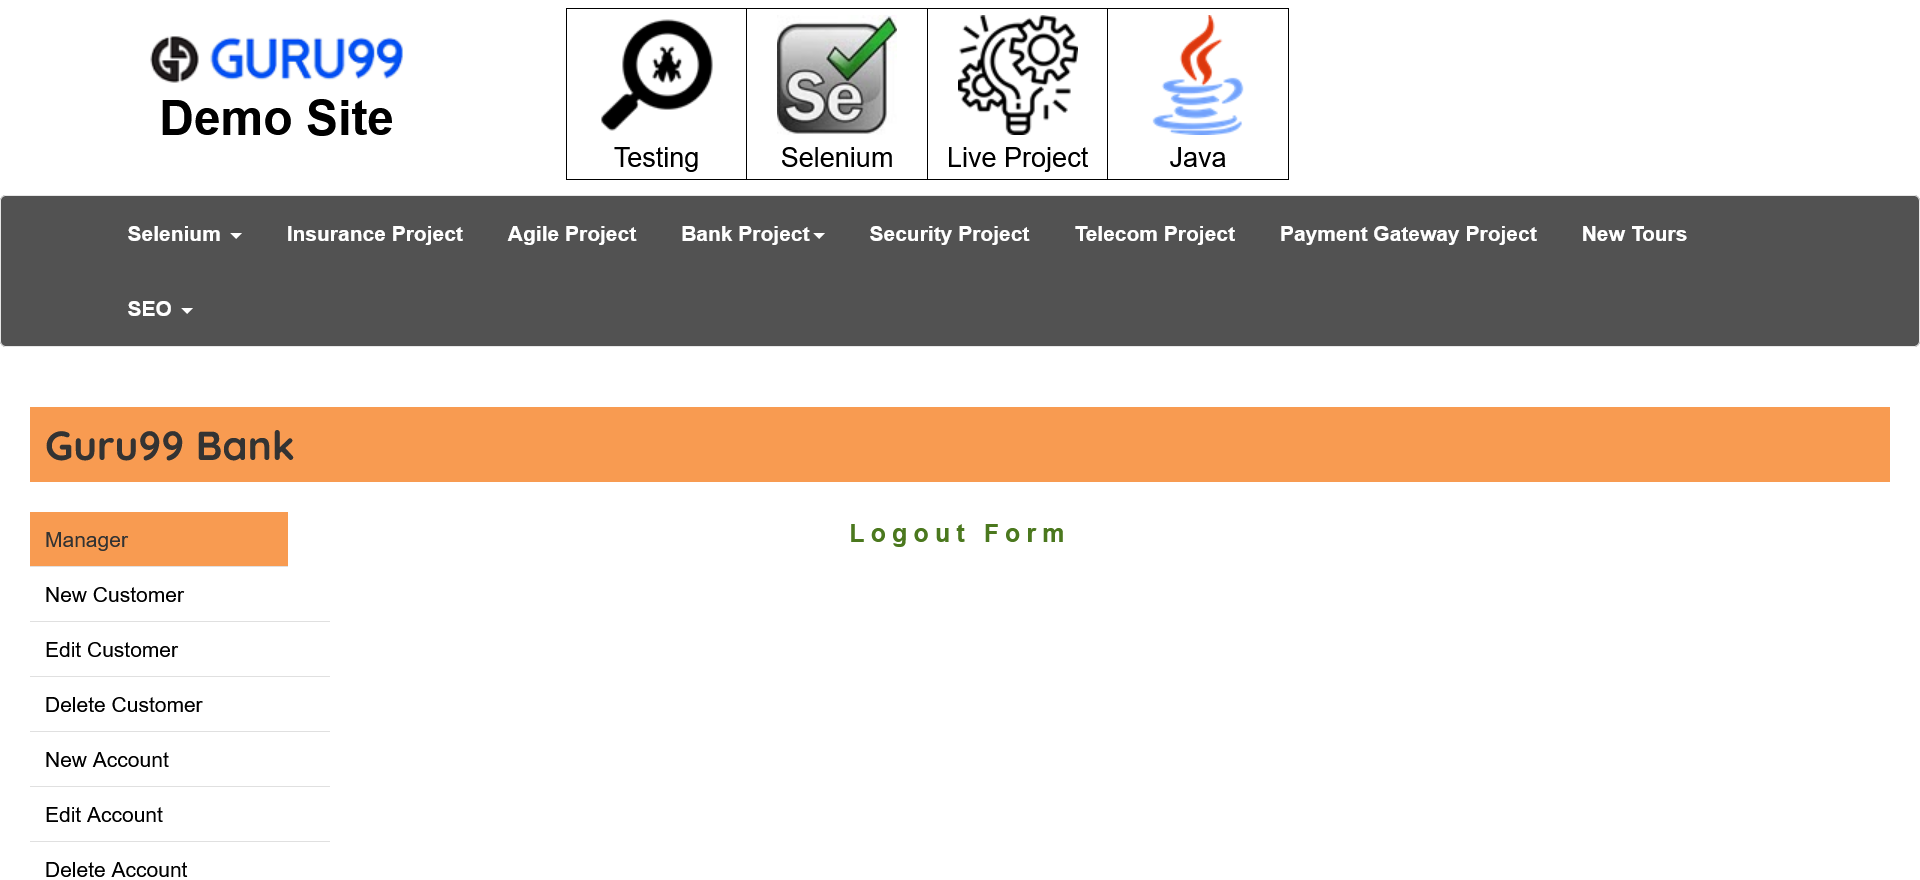 GURU99
Demo Site
Testing
Se
Selenium
Live Project
Java
Selenium
Insurance Project
Agile Project
Bank Project
Security Project
Telecom Project
Payment Gateway Project
New Tours
SEO
Guru99 Bank
Manager
Logout Form
New Customer
Edit Customer
Delete Customer
New Account
Edit Account
Delete Account